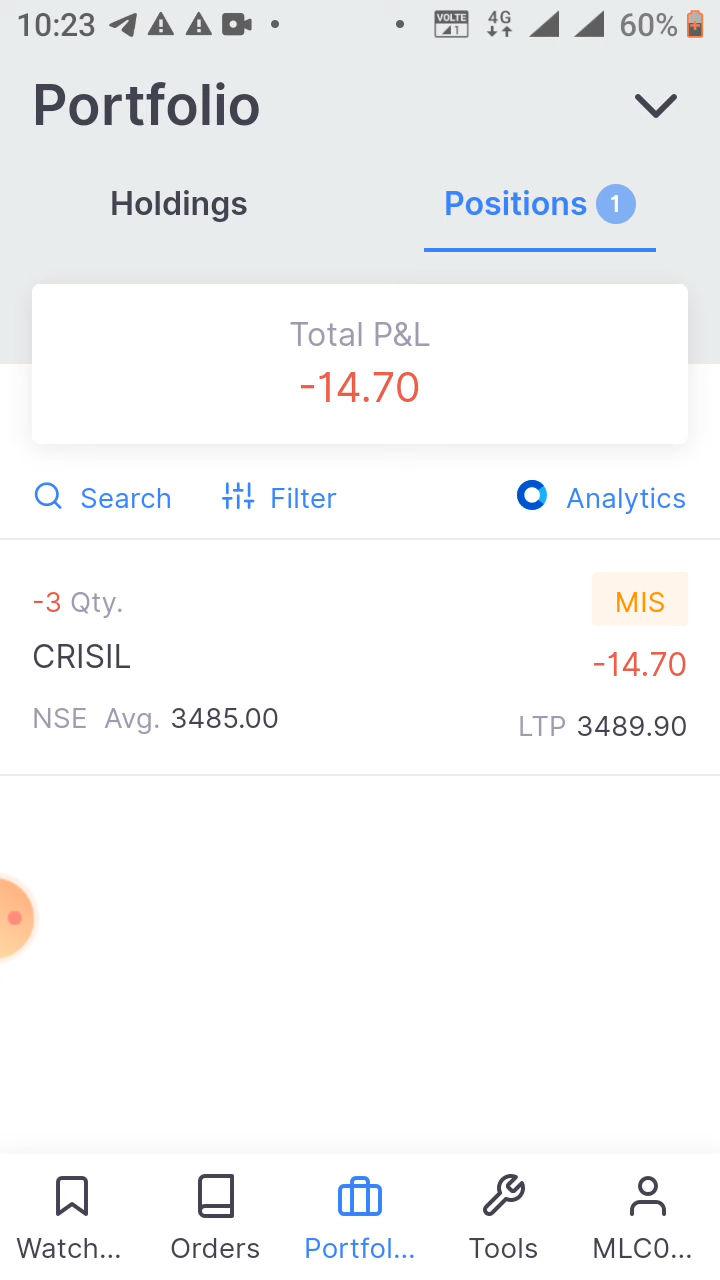 10:23 VOLTE 1 4G 60%
Portfolio
Holdings Positions 1
Total P&L
-14.70
Search Filter Analytics
-3 Qty. MIS
CRISIL -14.70
NSE Avg. 3485.00 LTP 3489.90
Watch... Orders Portfol... Tools MLC0...